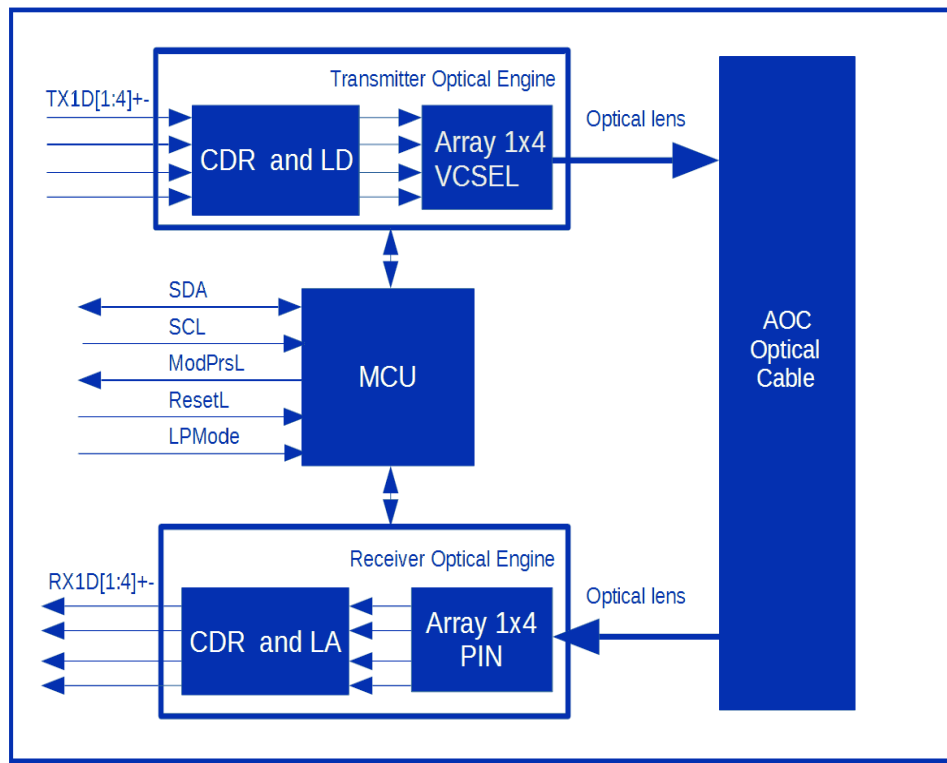 Transmitter Optical Engine
TX1D[1:4]+-
CDR and LD
Array 1x4
VCSEL
Optical lens
SDA
SCL
ModPrsL
ResetL
LPMode
MCU
AOC
Optical
Cable
Receiver Optical Engine
RX1D[1:4]+-
CDR and LA
Array 1x4
PIN
Optical lens